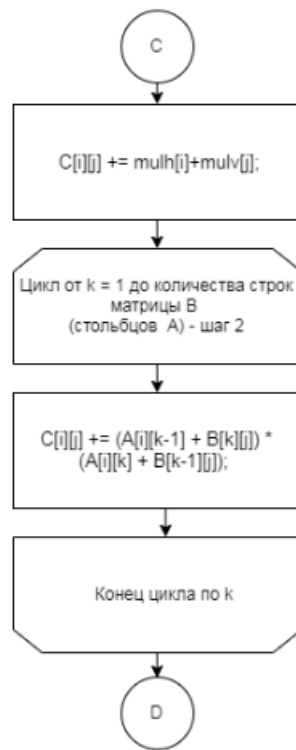 C
C[i][j] += mulh[i]+mulv[j];
Цикл от k = 1 до количества строк
матрицы B
(стольбцов A) - шаг 2
C[i][j] += (A[i][k-1] + B[k][j]) *
(A[i][k] + B[k-1][j]);
Конец цикла по k
D